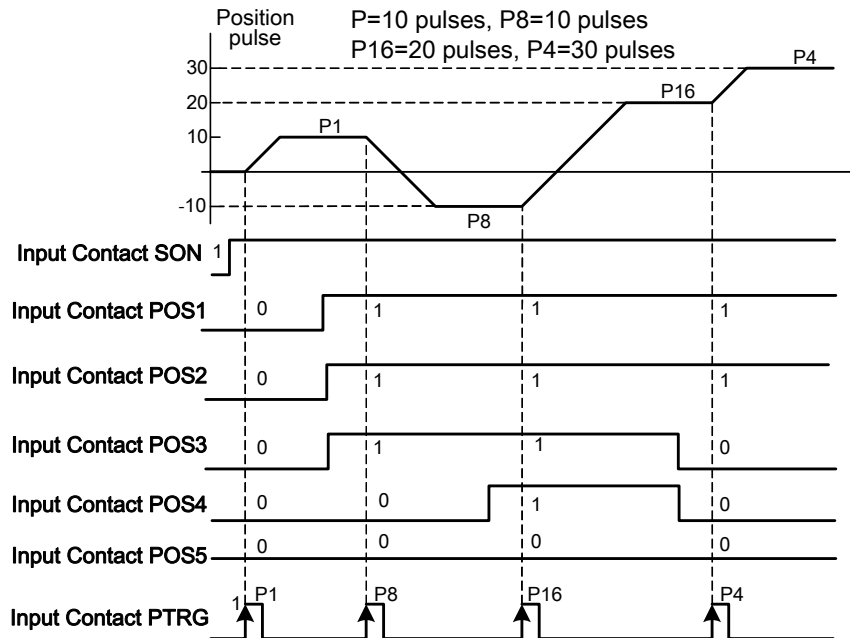 Position
pulse
P=10 pulses, P8=10 pulses
P16=20 pulses, P4=30 pulses
30
20
10
-10
P1
P8
P16
P4
Input Contact SON 1
Input Contact POS1 0 1 1 1
Input Contact POS2 0 1 1 1
Input Contact POS3 0 1 1 0
Input Contact POS4 0 0 1 0
Input Contact POS5 0 0 0 0
Input Contact PTRG 1 P1 P8 P16 P4